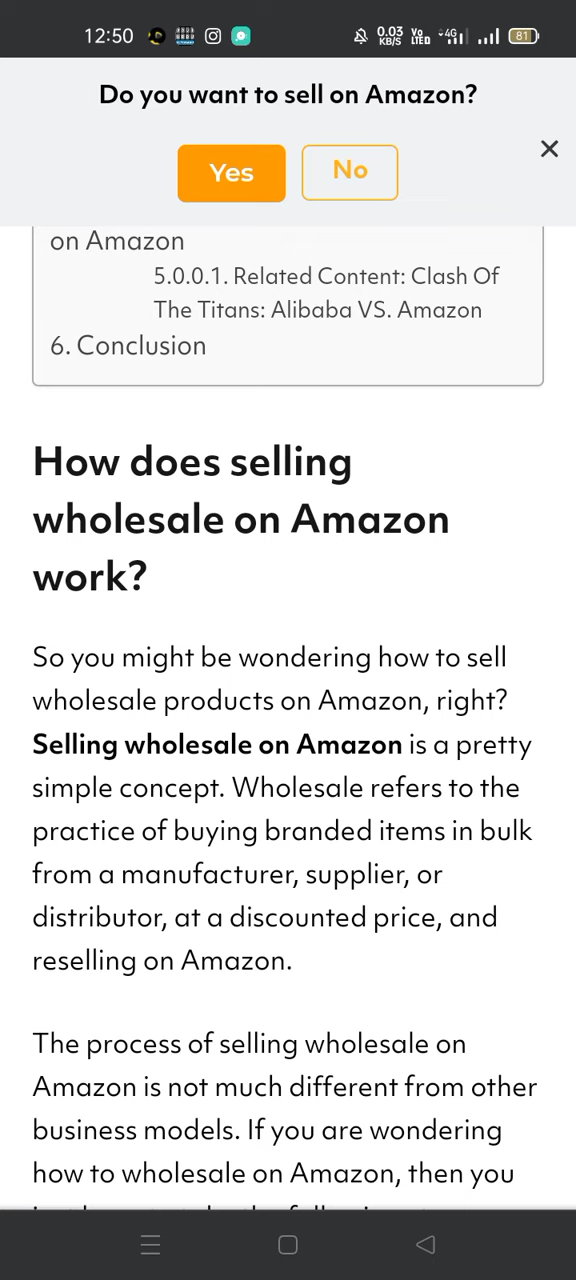 12:50 0.03 KB/S Vo LTED 4G 81
Do you want to sell on Amazon?
Yes No
on Amazon
5.0.0.1. Related Content: Clash Of
The Titans: Alibaba VS. Amazon
6. Conclusion
How does selling
wholesale on Amazon
work?
So you might be wondering how to sell
wholesale products on Amazon, right?
Selling wholesale on Amazon is a pretty
simple concept. Wholesale refers to the
practice of buying branded items in bulk
from a manufacturer, supplier, or
distributor, at a discounted price, and
reselling on Amazon.
The process of selling wholesale on
Amazon is not much different from other
business models. If you are wondering
how to wholesale on Amazon, then you